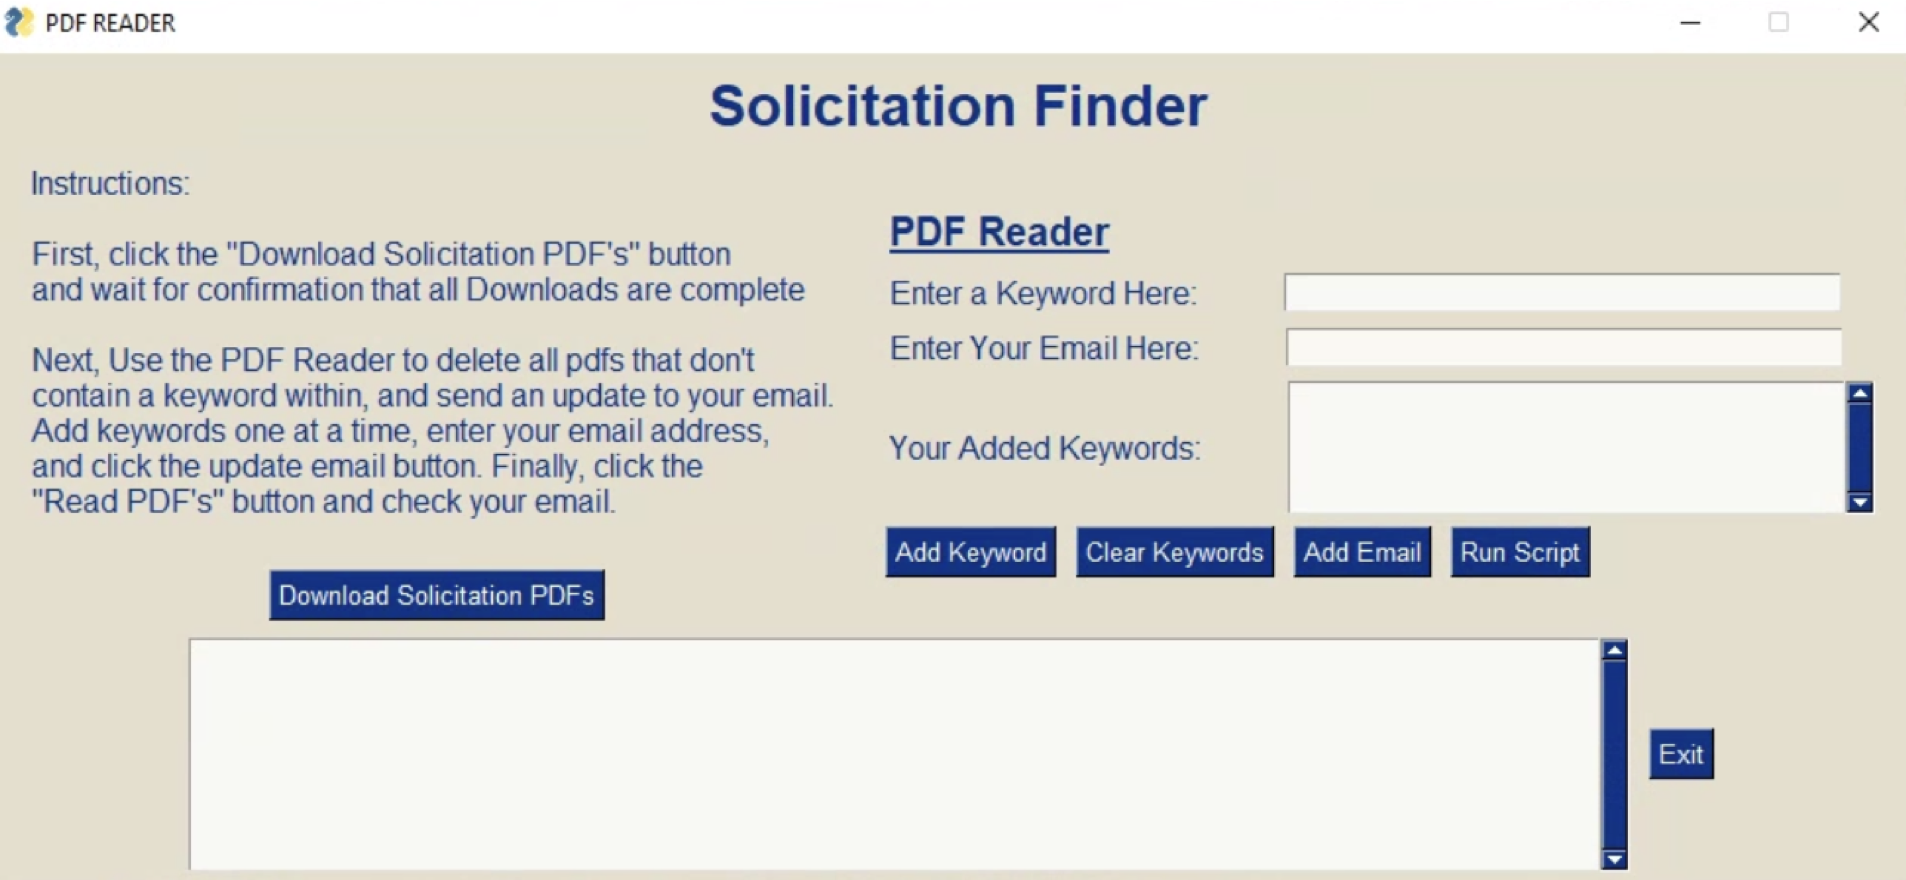 PDF READER
Solicitation Finder
Instructions:
First, click the "Download Solicitation PDF's" button
and wait for confirmation that all Downloads are complete
Next, Use the PDF Reader to delete all pdfs that don't
contain a keyword within, and send an update to your email.
Add keywords one at a time, enter your email address,
and click the update email button. Finally, click the
"Read PDF's" button and check your email.
Download Solicitation PDFs
PDF Reader
Enter a Keyword Here:
Enter Your Email Here:
Your Added Keywords:
Add Keyword Clear Keywords Add Email Run Script
Exit